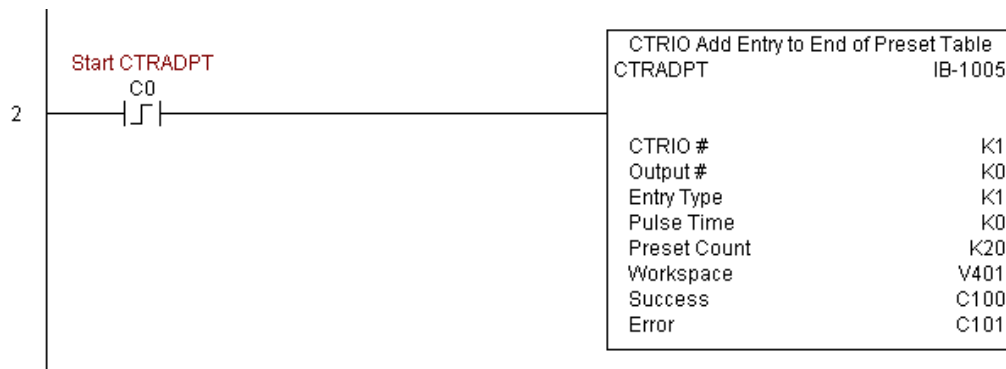 CTRIO Add Entry to End of Preset Table
Start CTRADPT
CTRADPT IB-1005
C0
2
CTRIO # K1
Output # K0
Entry Type K1
Pulse Time K0
Preset Count K20
Workspace V401
Success C100
Error C101